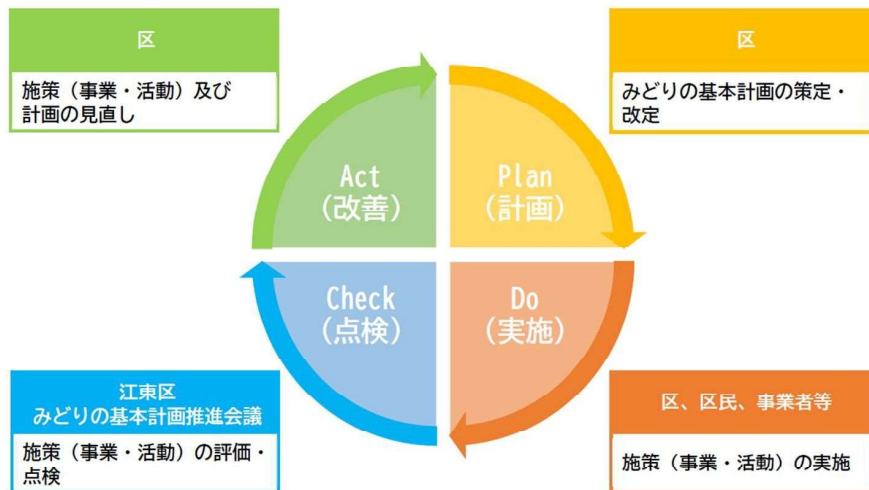 区
施策（事業・活動）及び
計画の見直し
区
みどりの基本計画の策定・
改定
Act
（改善）
Plan
（計画）
Check
（点検）
Do
（実施）
江東区
みどりの基本計画推進会議
施策（事業・活動）の評価・
点検
区、区民、事業者等
施策（事業・活動）の実施